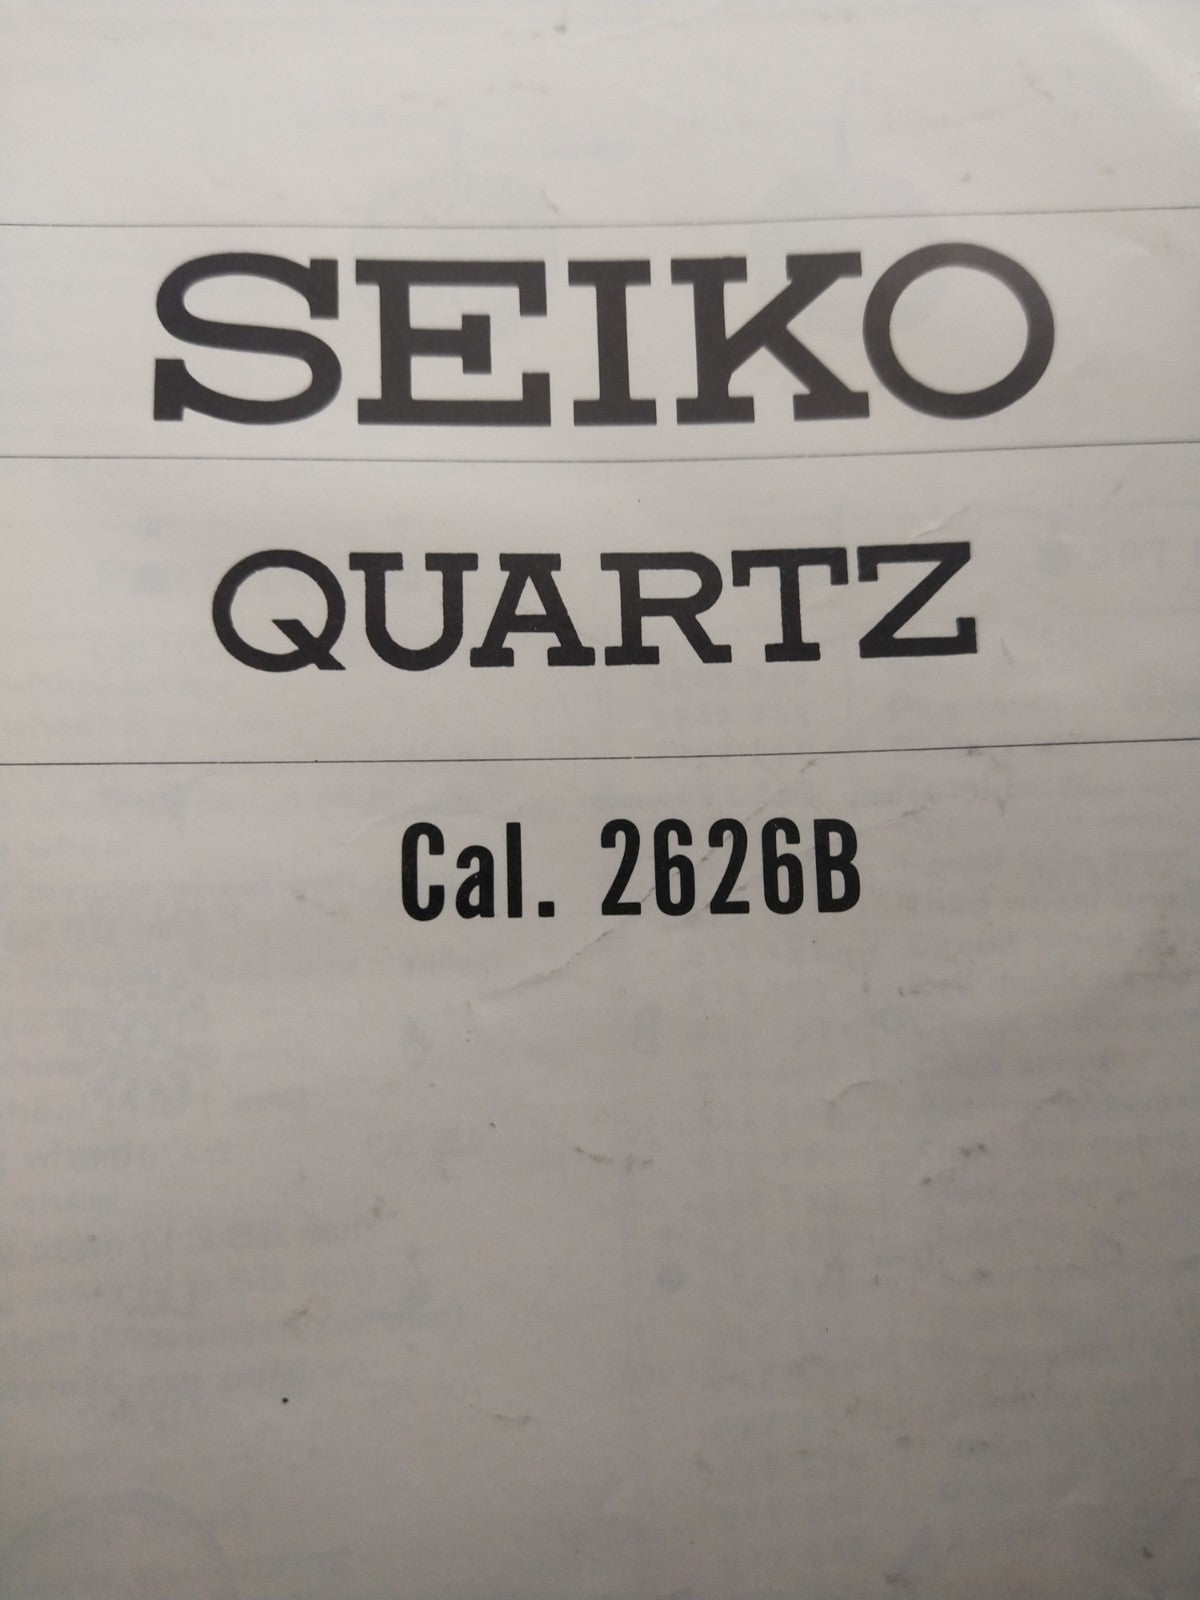 SEIKO
QUARTZ
Cal. 2626B